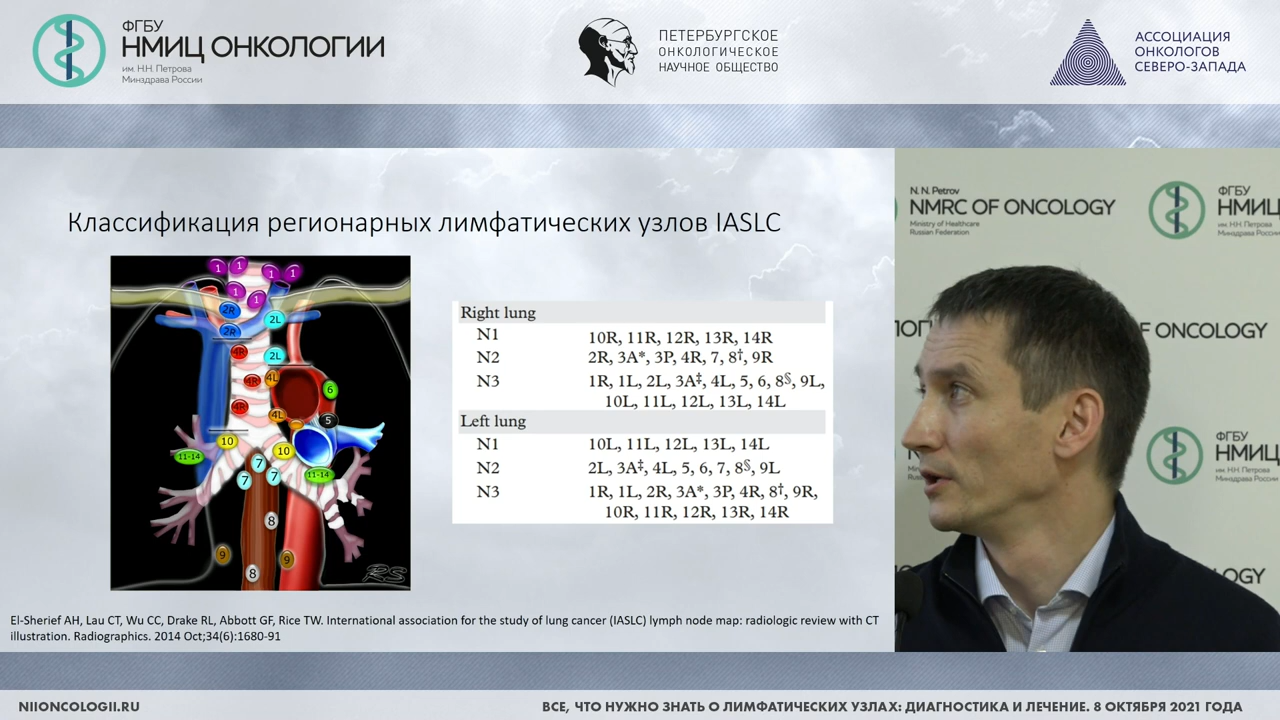 ФГБУ
НМИЦ ОНКОЛОГИИ
им. Н.Н. Петрова
Минздрава России
ПЕТЕРБУРГСКОЕ
ОНКОЛОГИЧЕСКОЕ
НАУЧНОЕ ОБЩЕСТВО
АССОЦИАЦИЯ
ОНКОЛОГОВ
СЕВЕРО-ЗАПАДА
Классификация регионарных лимфатических узлов IASLC
1 1 1 1
1 1
2R 2L
2R
4R 2L
4R 4L
6
4R 4L 5
10 10
11-14 7 11-14
7 7
8
9 9
8
RS
Right lung
N1 10R, 11R, 12R, 13R, 14R
N2 2R, 3A*, 3P, 4R, 7, 8†, 9R
N3 1R, 1L, 2L, 3A‡, 4L, 5, 6, 8§, 9L,
10L, 11L, 12L, 13L, 14L
Left lung
N1 10L, 11L, 12L, 13L, 14L
N2 2L, 3A‡, 4L, 5, 6, 7, 8§, 9L
N3 1R, 1L, 2R, 3A*, 3P, 4R, 8†, 9R,
10R, 11R, 12R, 13R, 14R
El-Sherief AH, Lau CT, Wu CC, Drake RL, Abbott GF, Rice TW. International association for the study of lung cancer (IASLC) lymph node map: radiologic review with CT
illustration. Radiographics. 2014 Oct;34(6):1680-91
N. N. Petrov
NMRC OF ONCOLOGY
Ministry of Healthcare
Russian Federation
ФГБУ
НМИЦ
им. Н.Н. Петрова
Минздрава России
OF ONCOLOGY
ФГБУ
НМИЦ
им. Н.Н. Петрова
Минздрава России
NIIONCOLOGII.RU
ВСЕ, ЧТО НУЖНО ЗНАТЬ О ЛИМФАТИЧЕСКИХ УЗЛАХ: ДИАГНОСТИКА И ЛЕЧЕНИЕ. 8 ОКТЯБРЯ 2021 ГОДА